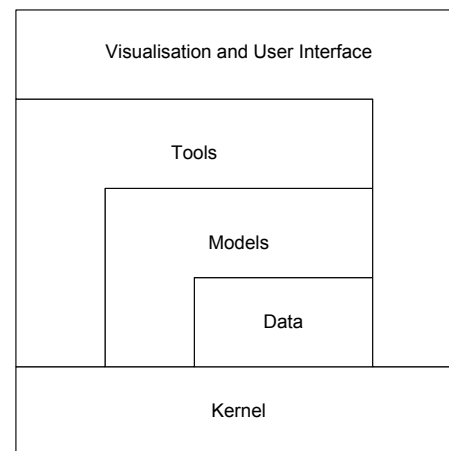 Visualisation and User Interface
Tools
Models
Data
Kernel